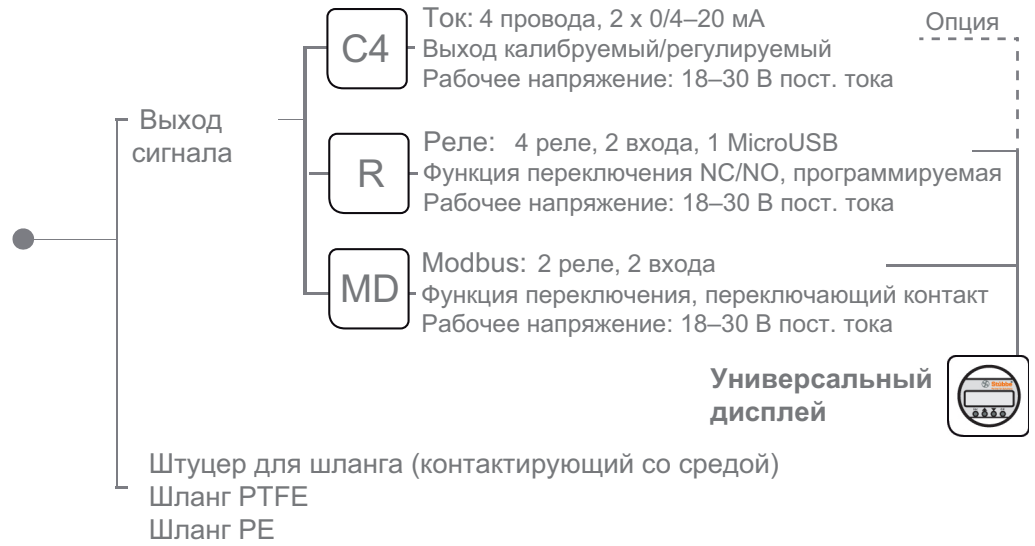 Ток: 4 провода, 2 x 0/4–20 мА
Опция
C4
Выход калибруемый/регулируемый
Рабочее напряжение: 18–30 В пост. тока
Выход
сигнала
Реле: 4 реле, 2 входа, 1 MicroUSB
R
Функция переключения NC/NO, программируемая
Рабочее напряжение: 18–30 В пост. тока
Modbus: 2 реле, 2 входа
MD
Функция переключения, переключающий контакт
Рабочее напряжение: 18–30 В пост. тока
Универсальный
дисплей
Stübbe
Штуцер для шланга (контактирующий со средой)
Шланг PTFE
Шланг PE